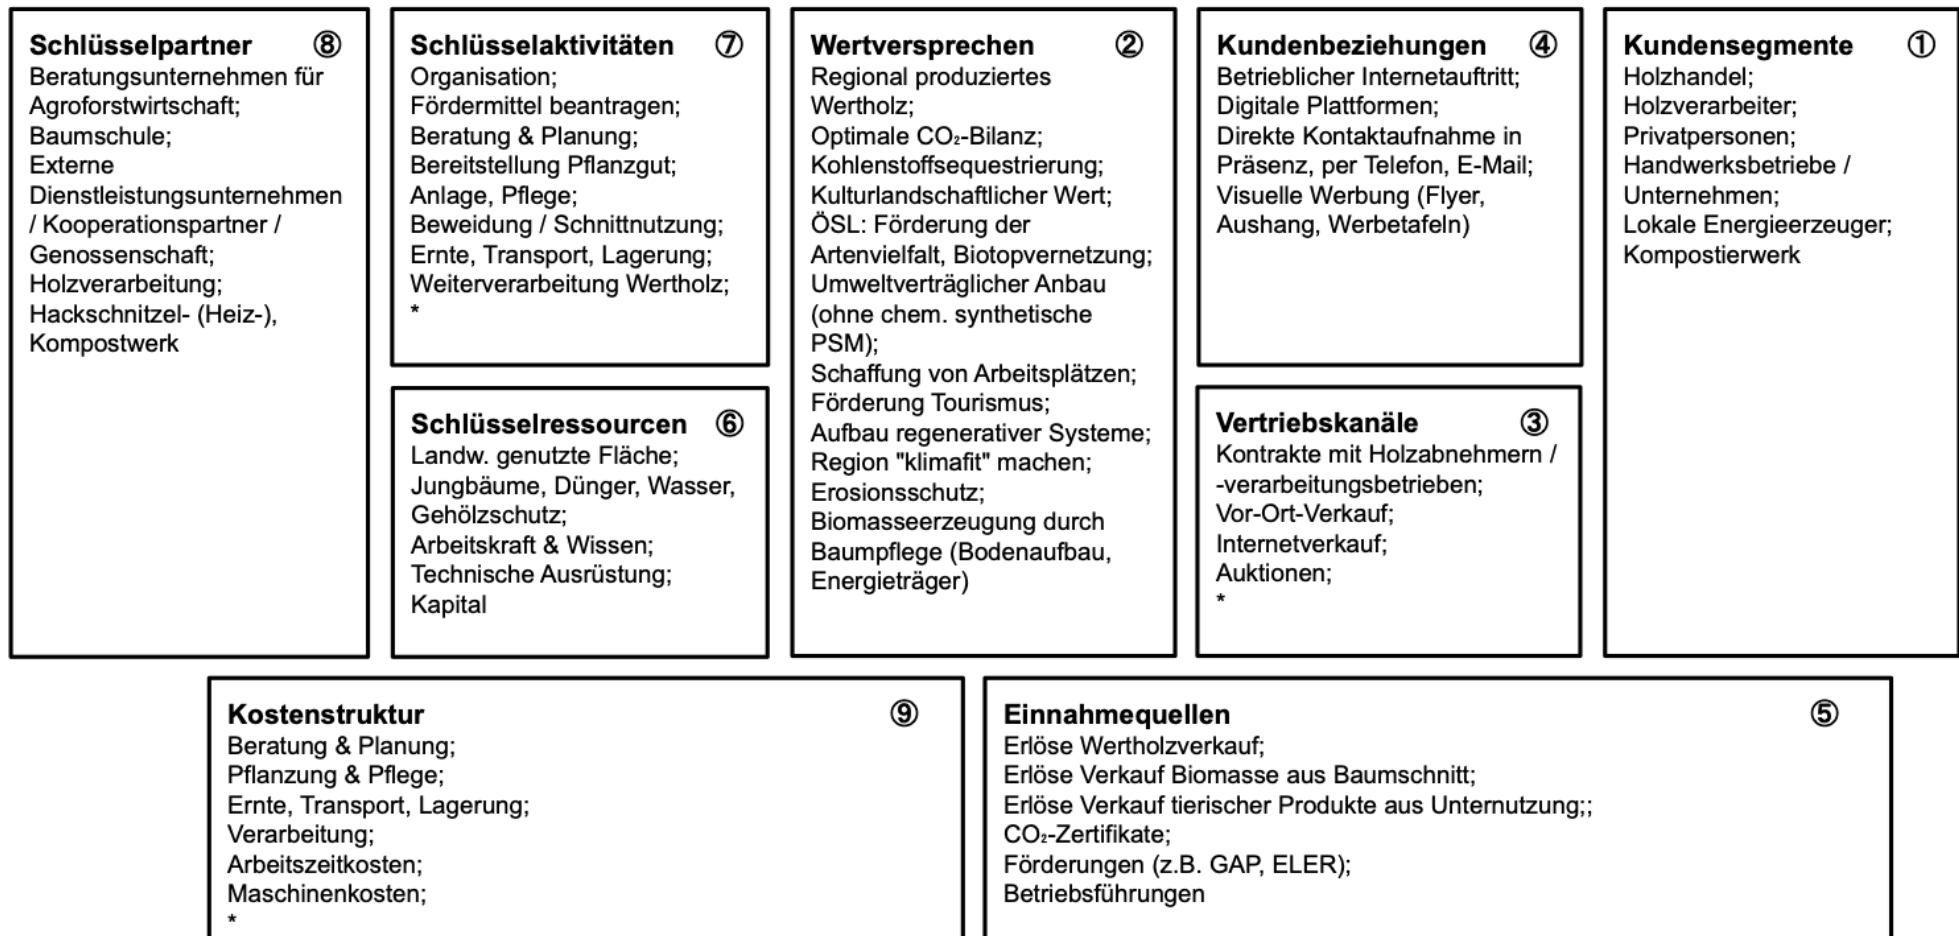 Schlüsselpartner ⑧
Beratungsunternehmen für
Agroforstwirtschaft;
Baumschule;
Externe
Dienstleistungsunternehmen
/ Kooperationspartner /
Genossenschaft;
Holzverarbeitung;
Hackschnitzel- (Heiz-),
Kompostwerk
Schlüsselaktivitäten ⑦
Organisation;
Fördermittel beantragen;
Beratung & Planung;
Bereitstellung Pflanzgut;
Anlage, Pflege;
Beweidung / Schnittnutzung;
Ernte, Transport, Lagerung;
Weiterverarbeitung Wertholz;
*
Schlüsselressourcen ⑥
Landw. genutzte Fläche;
Jungbäume, Dünger, Wasser,
Gehölzschutz;
Arbeitskraft & Wissen;
Technische Ausrüstung;
Kapital
Wertversprechen ②
Regional produziertes
Wertholz;
Optimale CO₂-Bilanz;
Kohlenstoffsequestrierung;
Kulturlandschaftlicher Wert;
ÖSL: Förderung der
Artenvielfalt, Biotopvernetzung;
Umweltverträglicher Anbau
(ohne chem. synthetische
PSM);
Schaffung von Arbeitsplätzen;
Förderung Tourismus;
Aufbau regenerativer Systeme;
Region "klimafit" machen;
Erosionsschutz;
Biomasseerzeugung durch
Baumpflege (Bodenaufbau,
Energieträger)
Kundenbeziehungen ④
Betrieblicher Internetauftritt;
Digitale Plattformen;
Direkte Kontaktaufnahme in
Präsenz, per Telefon, E-Mail;
Visuelle Werbung (Flyer,
Aushang, Werbetafeln)
Vertriebskanäle ③
Kontrakte mit Holzabnehmern /
-verarbeitungsbetrieben;
Vor-Ort-Verkauf;
Internetverkauf;
Auktionen;
*
Kundensegmente ①
Holzhandel;
Holzverarbeiter;
Privatpersonen;
Handwerksbetriebe /
Unternehmen;
Lokale Energieerzeuger;
Kompostierwerk
Kostenstruktur ⑨
Beratung & Planung;
Pflanzung & Pflege;
Ernte, Transport, Lagerung;
Verarbeitung;
Arbeitszeitkosten;
Maschinenkosten;
*
Einnahmequellen ⑤
Erlöse Wertholzverkauf;
Erlöse Verkauf Biomasse aus Baumschnitt;
Erlöse Verkauf tierischer Produkte aus Unternutzung;;
CO₂-Zertifikate;
Förderungen (z.B. GAP, ELER);
Betriebsführungen